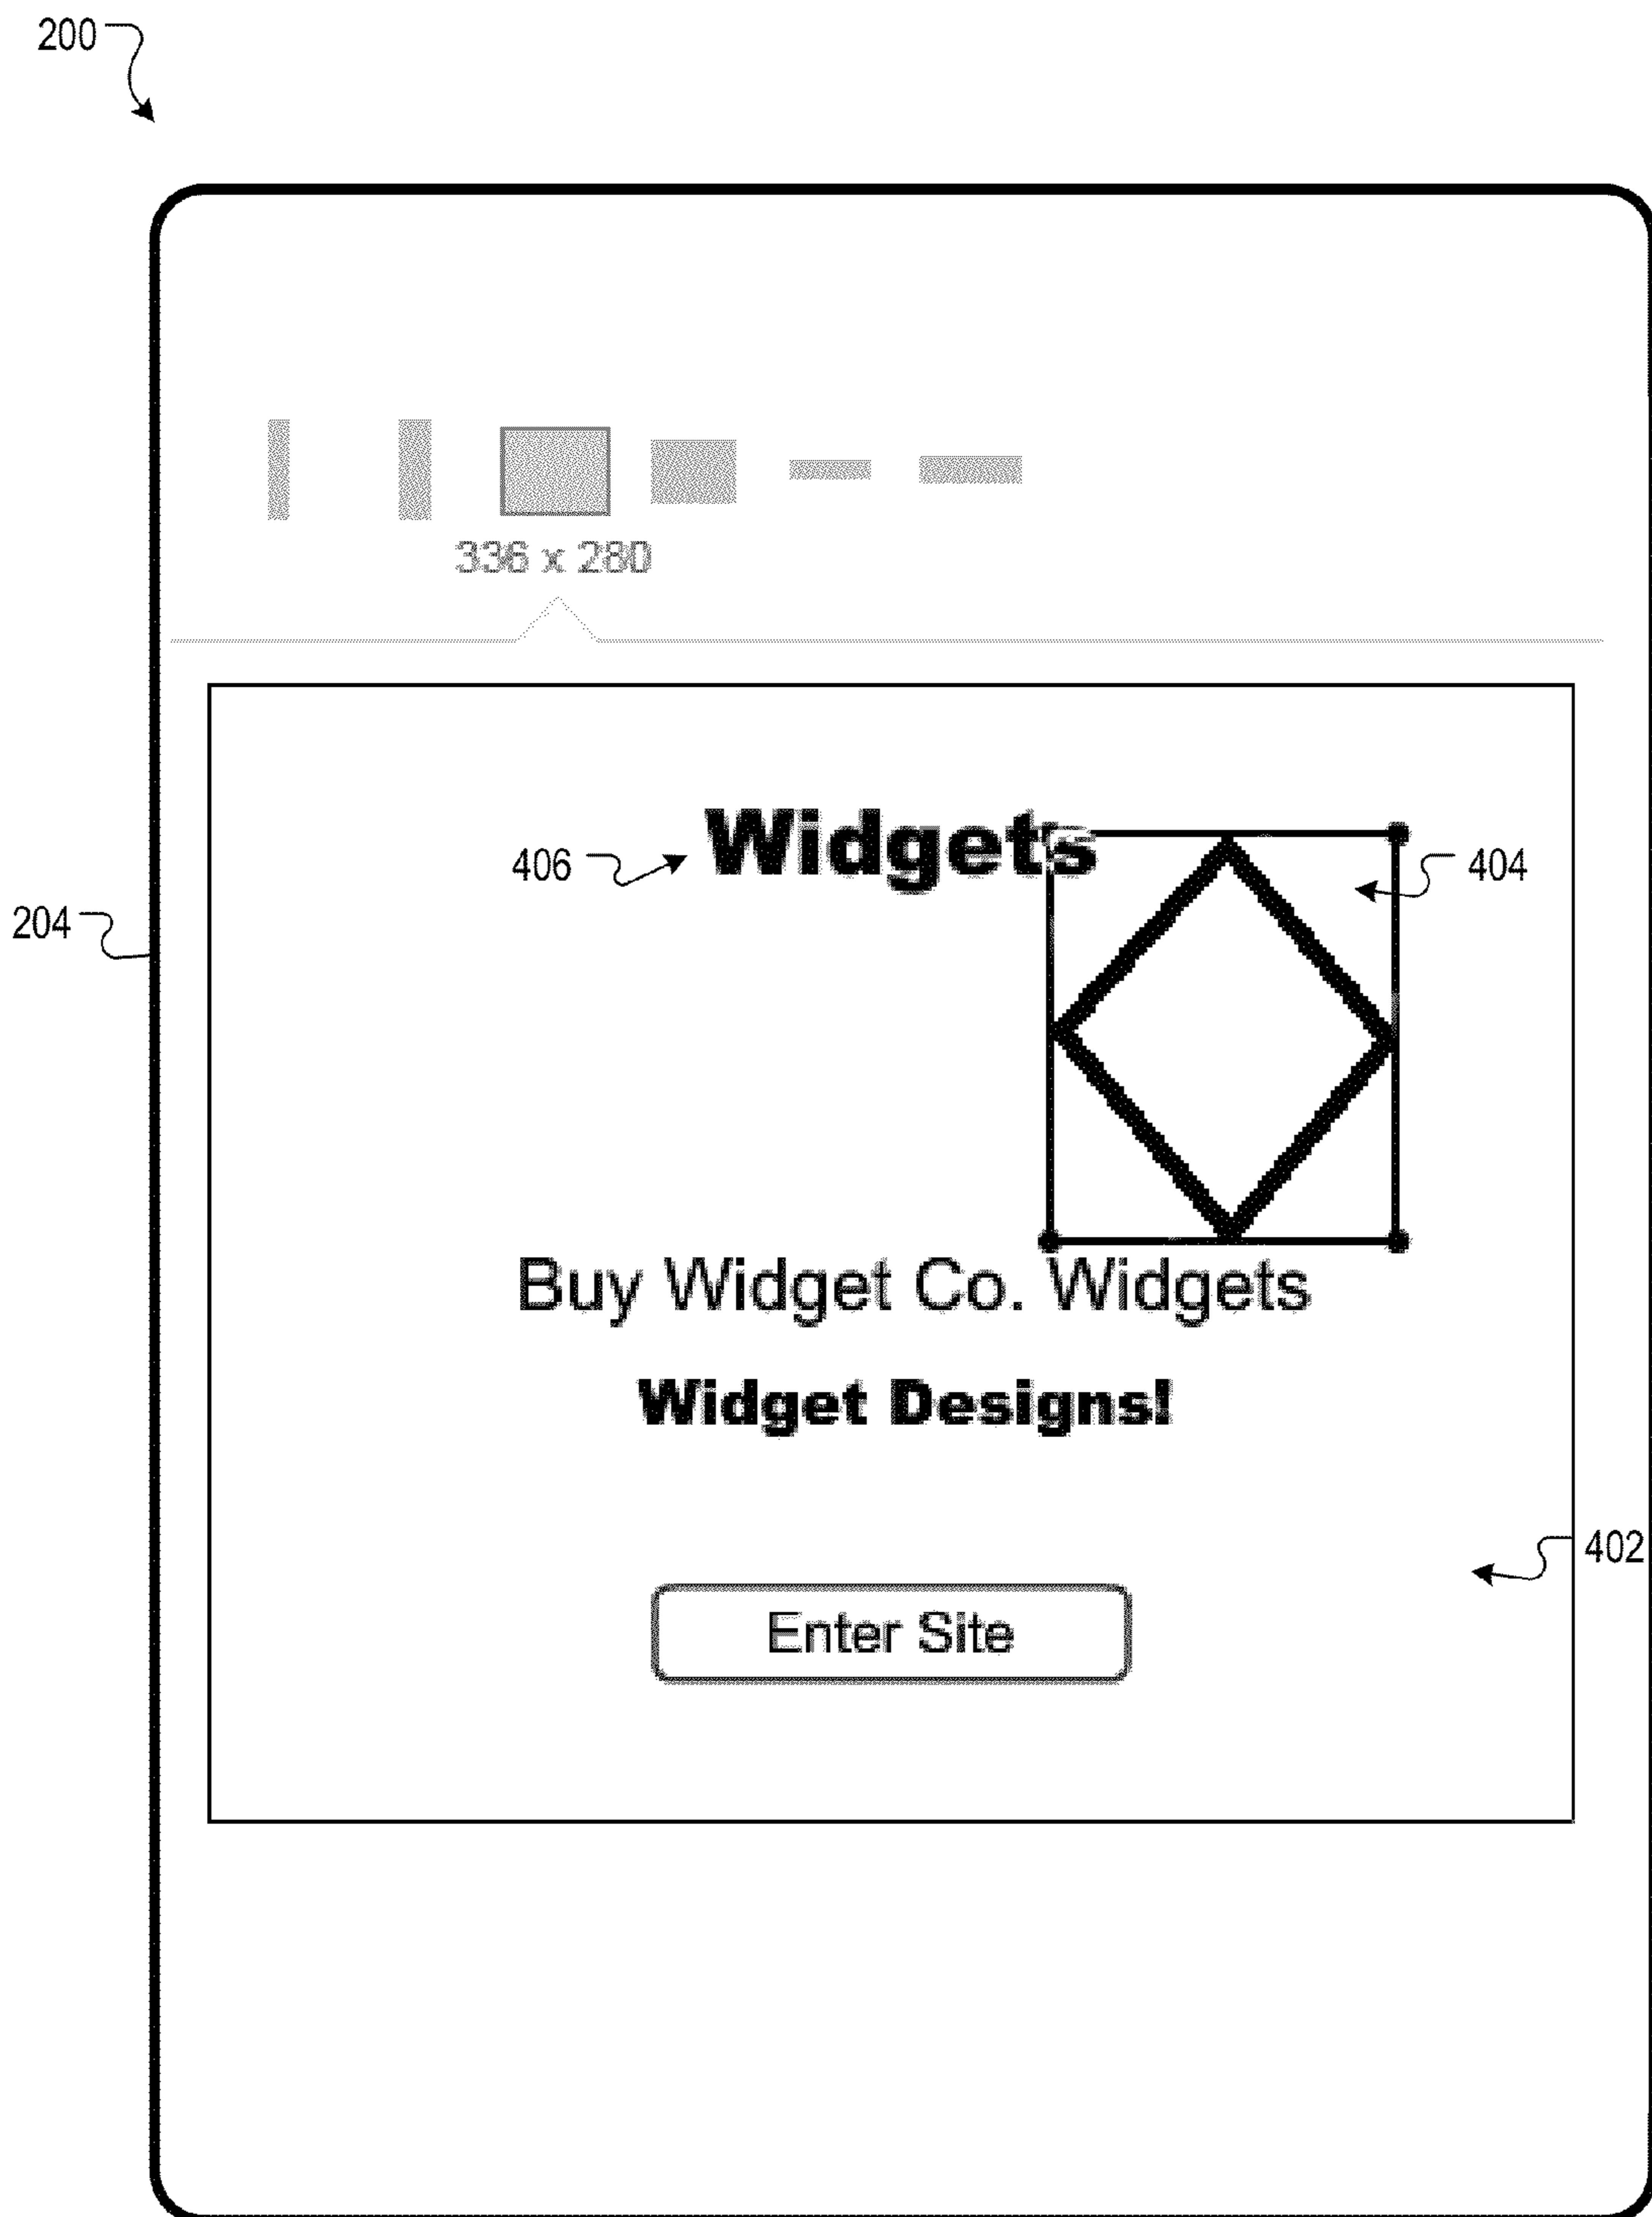 200
336 x 280
Widgets
406
404
204
Buy Widget Co. Widgets
Widget Designs!
402
Enter Site